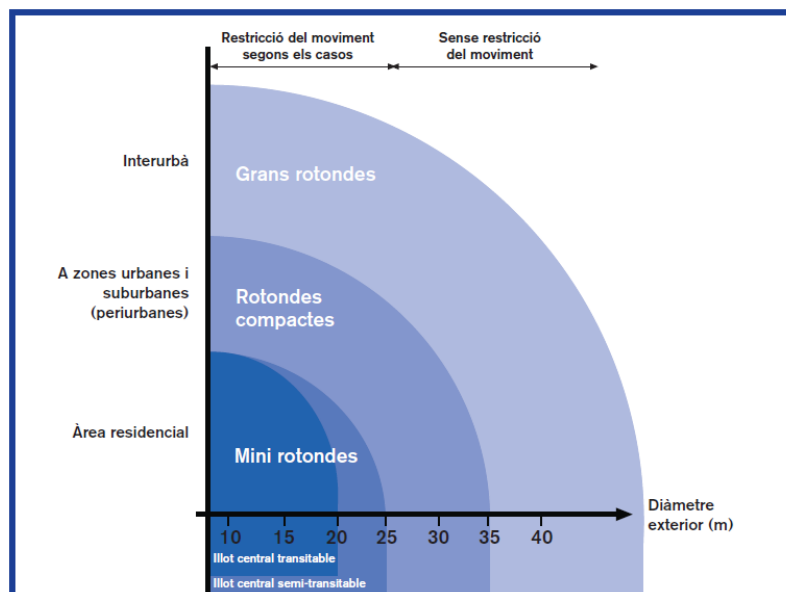 Restricció del moviment
segons els casos
Sense restricció
del moviment
Interurbà
Grans rotondes
A zones urbanes i
suburbanes
(periurbanes)
Rotondes
compactes
Àrea residencial
Mini rotondes
Diàmetre
exterior (m)
10 15 20 25 30 35 40
Illot central transitable
Illot central semi-transitable